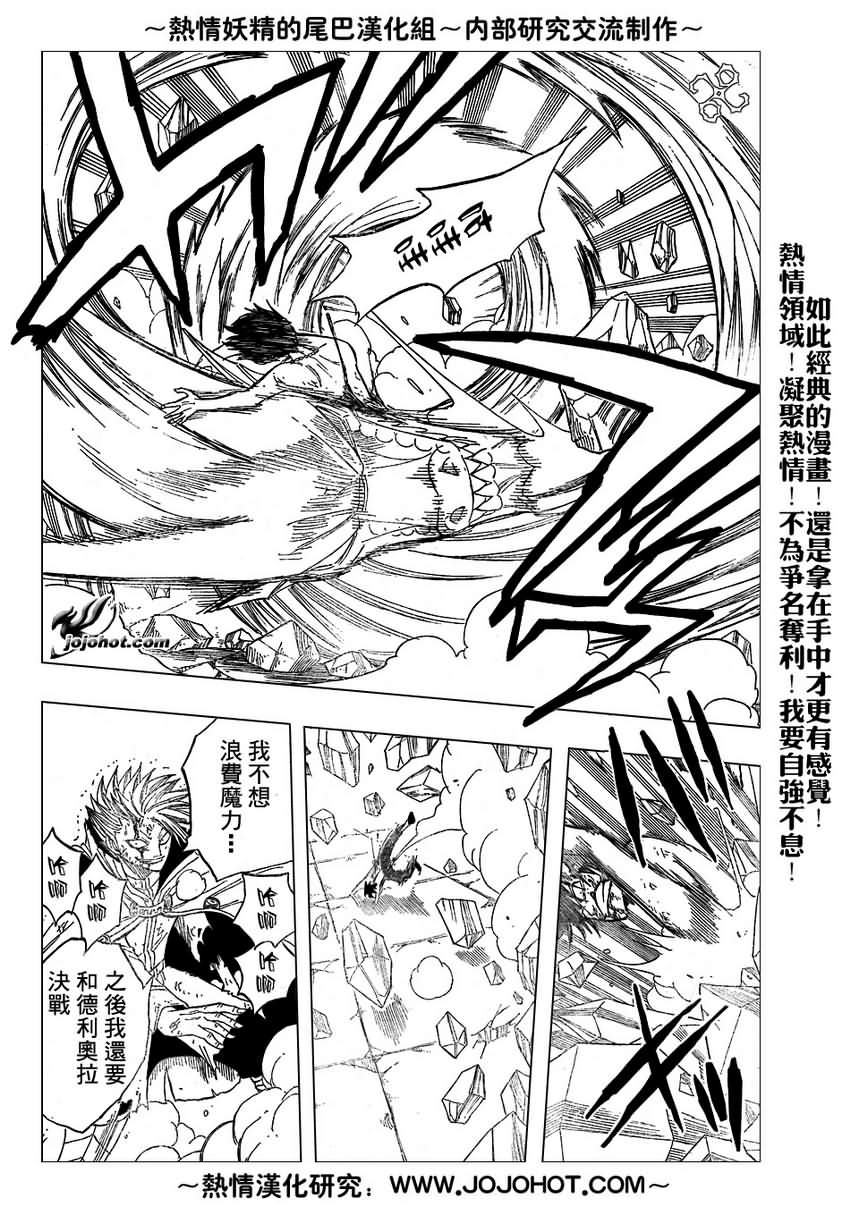 ～熱情妖精的尾巴漢化組～内部研究交流制作～
如此經典的漫畫！還是拿在手中才更有感覺！
熱情領域！凝聚熱情！不為爭名奪利！我要自強不息！
jojohot.com
我不想
浪費魔力…
之後我還要
和德利奧拉
決戰
～熱情漢化研究：WWW.JOJOHOT.COM～